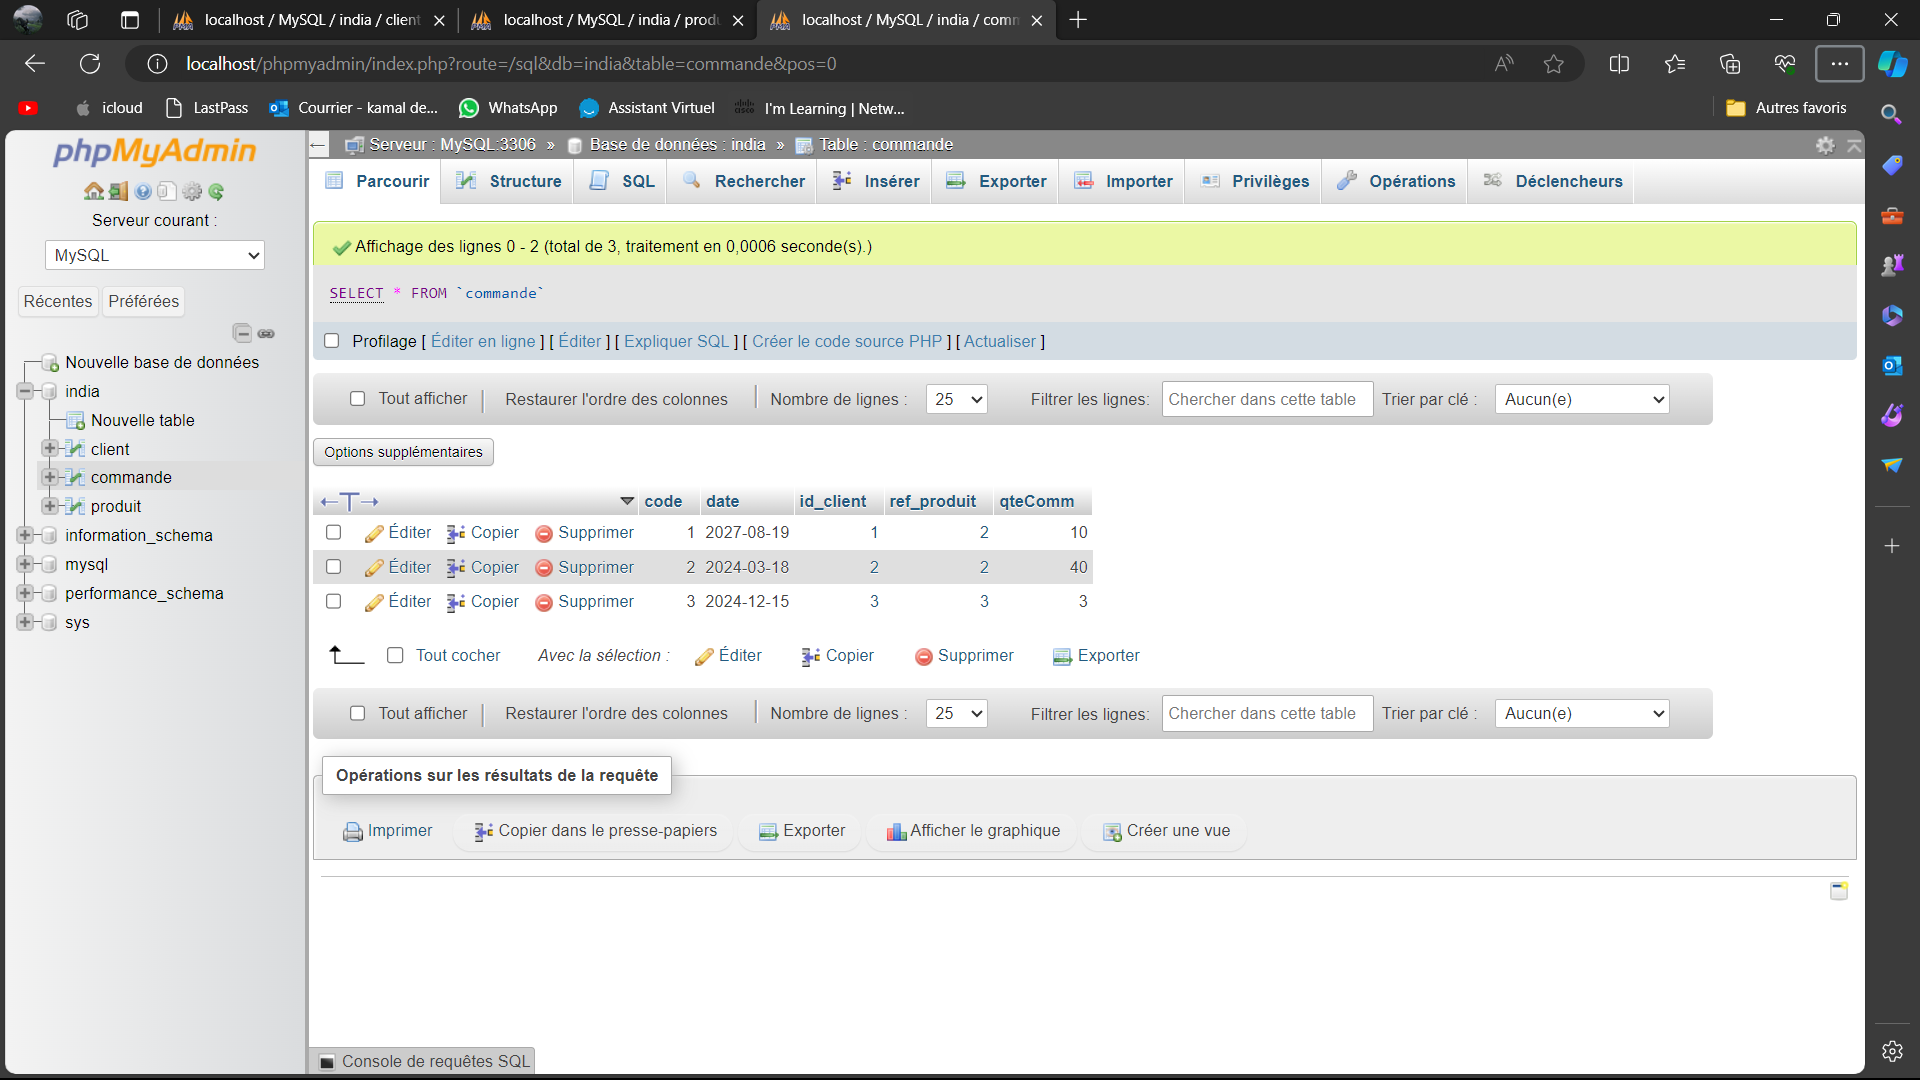 localhost / MySQL / india / client
localhost / MySQL / india / produ
localhost / MySQL / india / comm
localhost/phpmyadmin/index.php?route=/sql&db=india&table=commande&pos=0
icloud
LastPass
Courrier - kamal de...
WhatsApp
Assistant Virtuel
I'm Learning | Netw...
Autres favoris
phpMyAdmin
Serveur courant :
MySQL
Récentes
Préférées
Nouvelle base de données
india
Nouvelle table
client
commande
produit
information_schema
mysql
performance_schema
sys
Serveur : MySQL:3306 » Base de données : india » Table : commande
Parcourir
Structure
SQL
Rechercher
Insérer
Exporter
Importer
Privilèges
Opérations
Déclencheurs
Affichage des lignes 0 - 2 (total de 3, traitement en 0,0006 seconde(s).)
SELECT * FROM `commande`
Profilage [ Éditer en ligne ] [ Éditer ] [ Expliquer SQL ] [ Créer le code source PHP ] [ Actualiser ]
Tout afficher | Restaurer l'ordre des colonnes | Nombre de lignes : 25 Filtrer les lignes: Chercher dans cette table Trier par clé : Aucun(e)
Options supplémentaires
code date id_client ref_produit qteComm
Éditer Copier Supprimer 1 2027-08-19 1 2 10
Éditer Copier Supprimer 2 2024-03-18 2 2 40
Éditer Copier Supprimer 3 2024-12-15 3 3 3
Tout cocher Avec la sélection : Éditer Copier Supprimer Exporter
Tout afficher | Restaurer l'ordre des colonnes | Nombre de lignes : 25 Filtrer les lignes: Chercher dans cette table Trier par clé : Aucun(e)
Opérations sur les résultats de la requête
Imprimer Copier dans le presse-papiers Exporter Afficher le graphique Créer une vue
Console de requêtes SQL